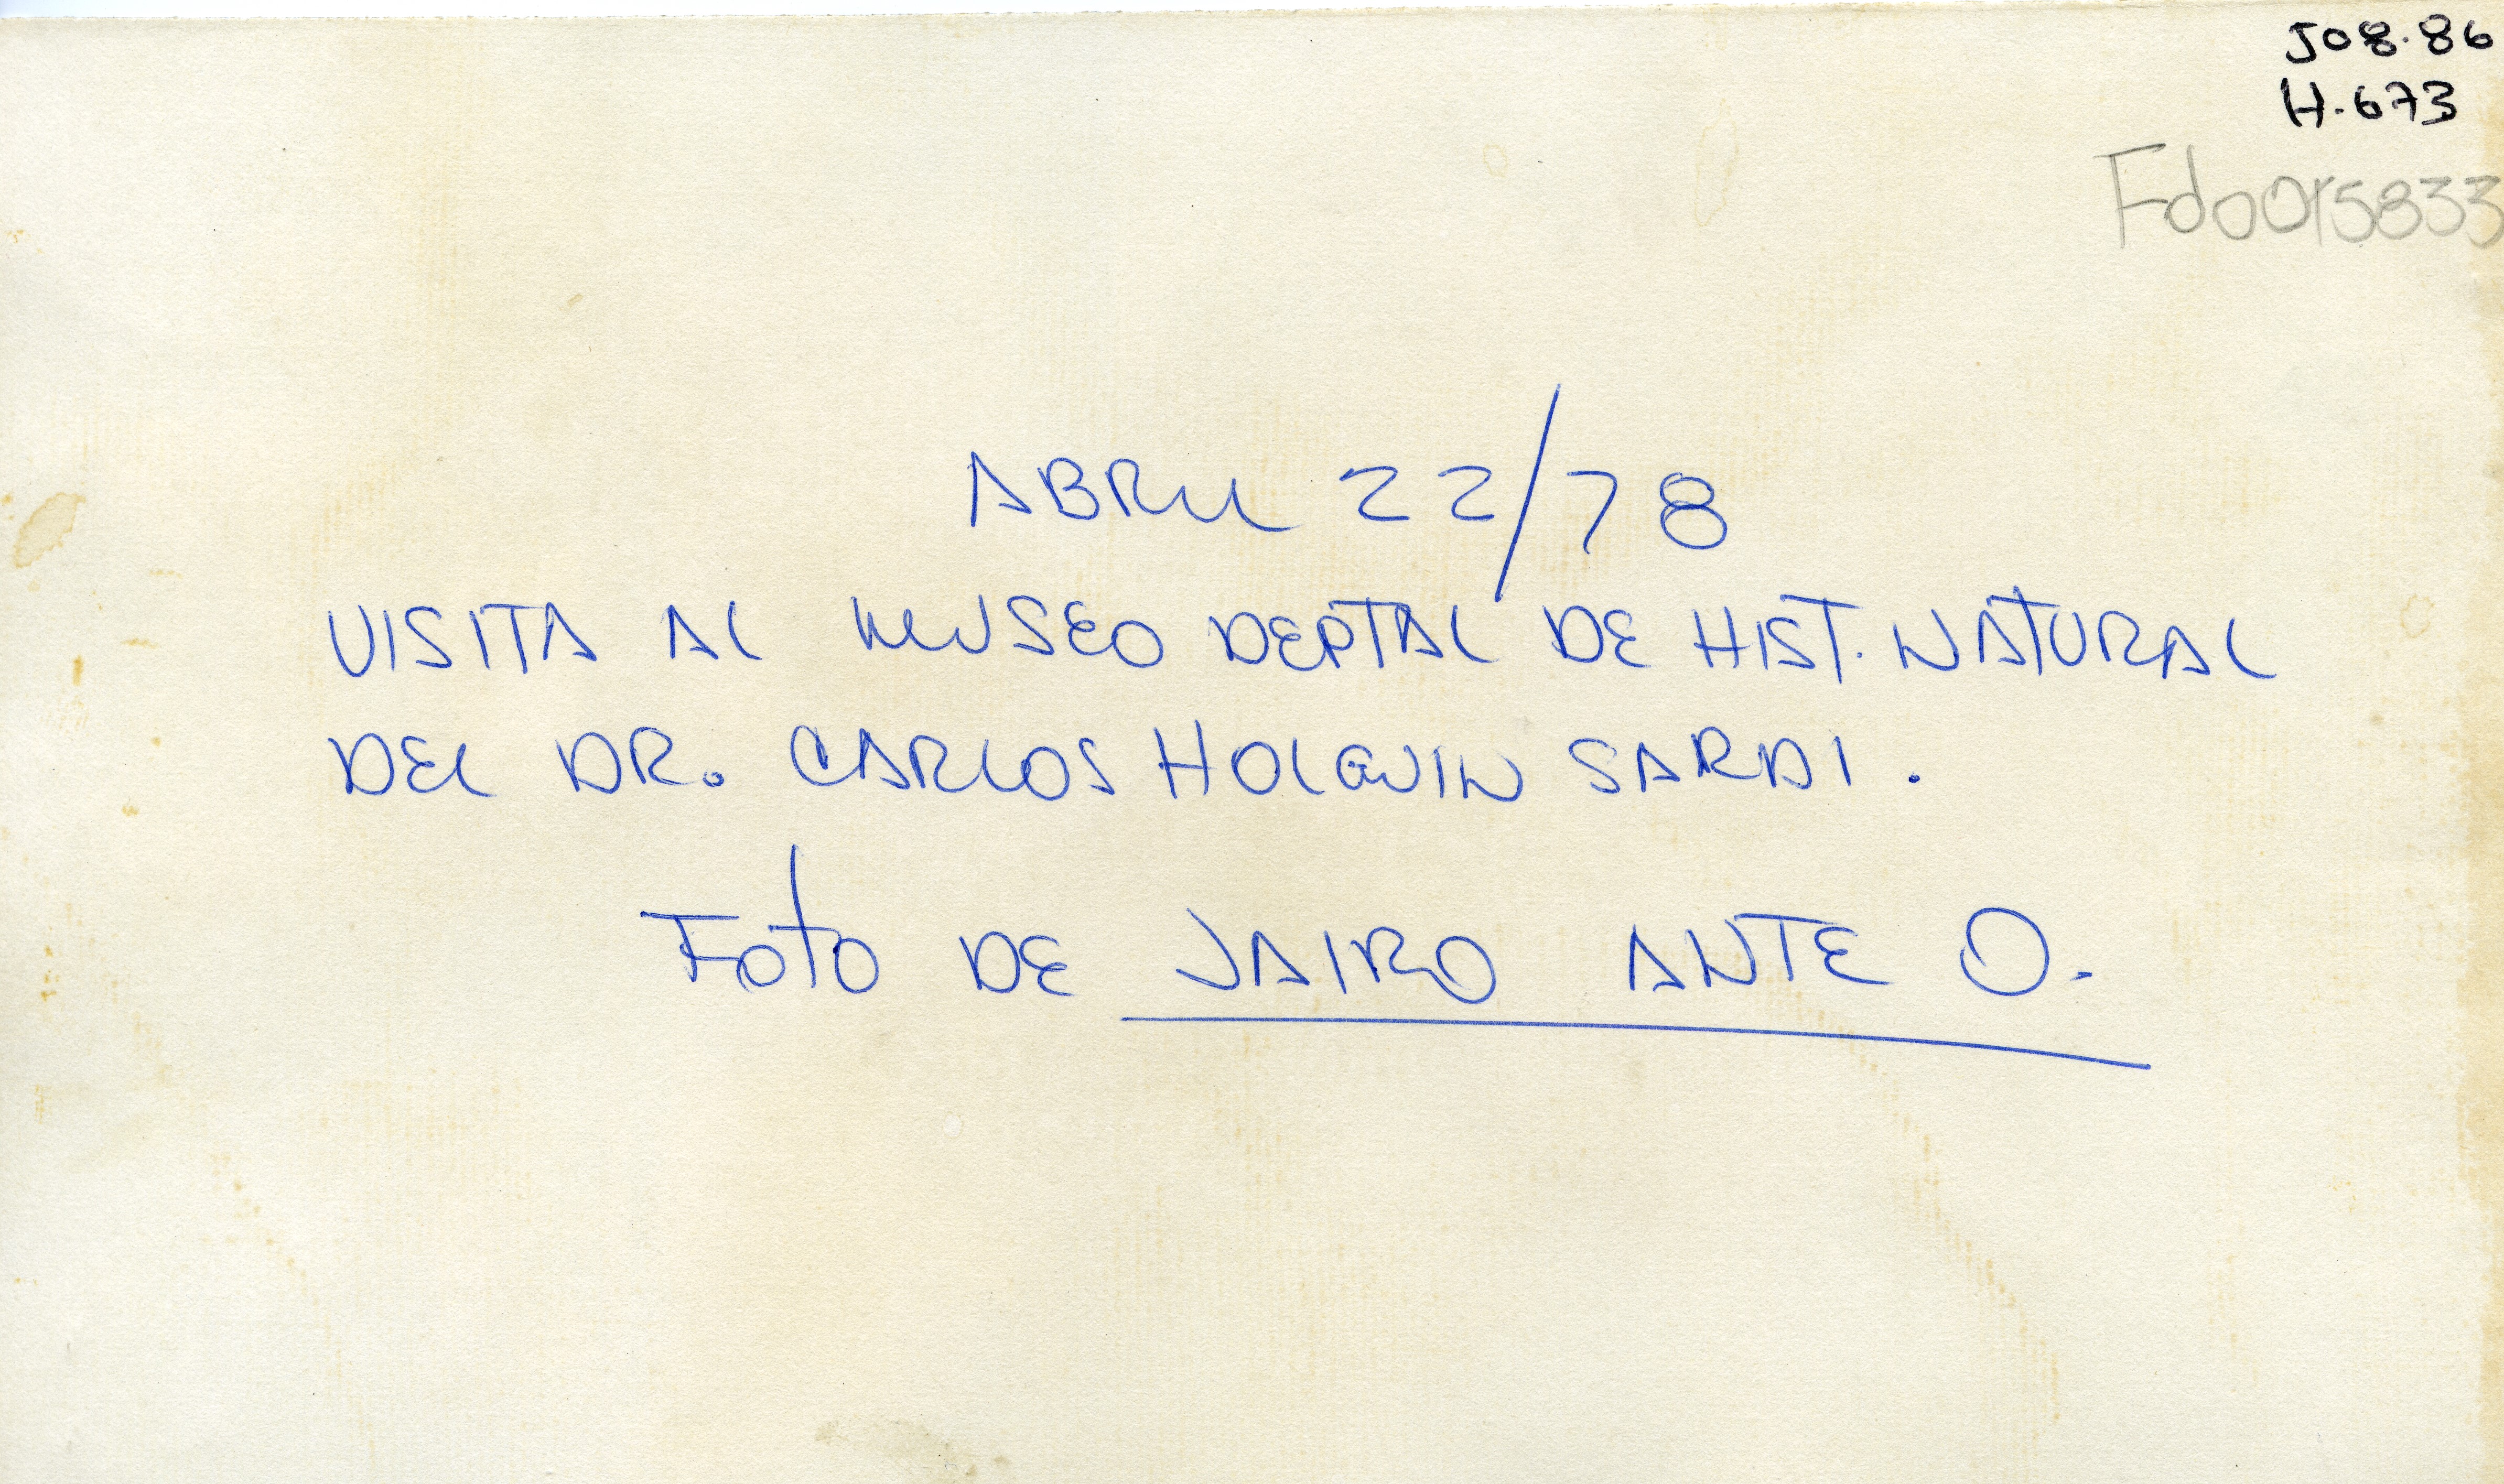 J08.86
H.673
Fdo015833
ABRIL 22/78
VISITA AL MUSEO DEPTAL DE HIST. NATURAL
DEL DR. CARLOS HOLGUIN SARDI.
FOTO DE JAIRO ANTE O.